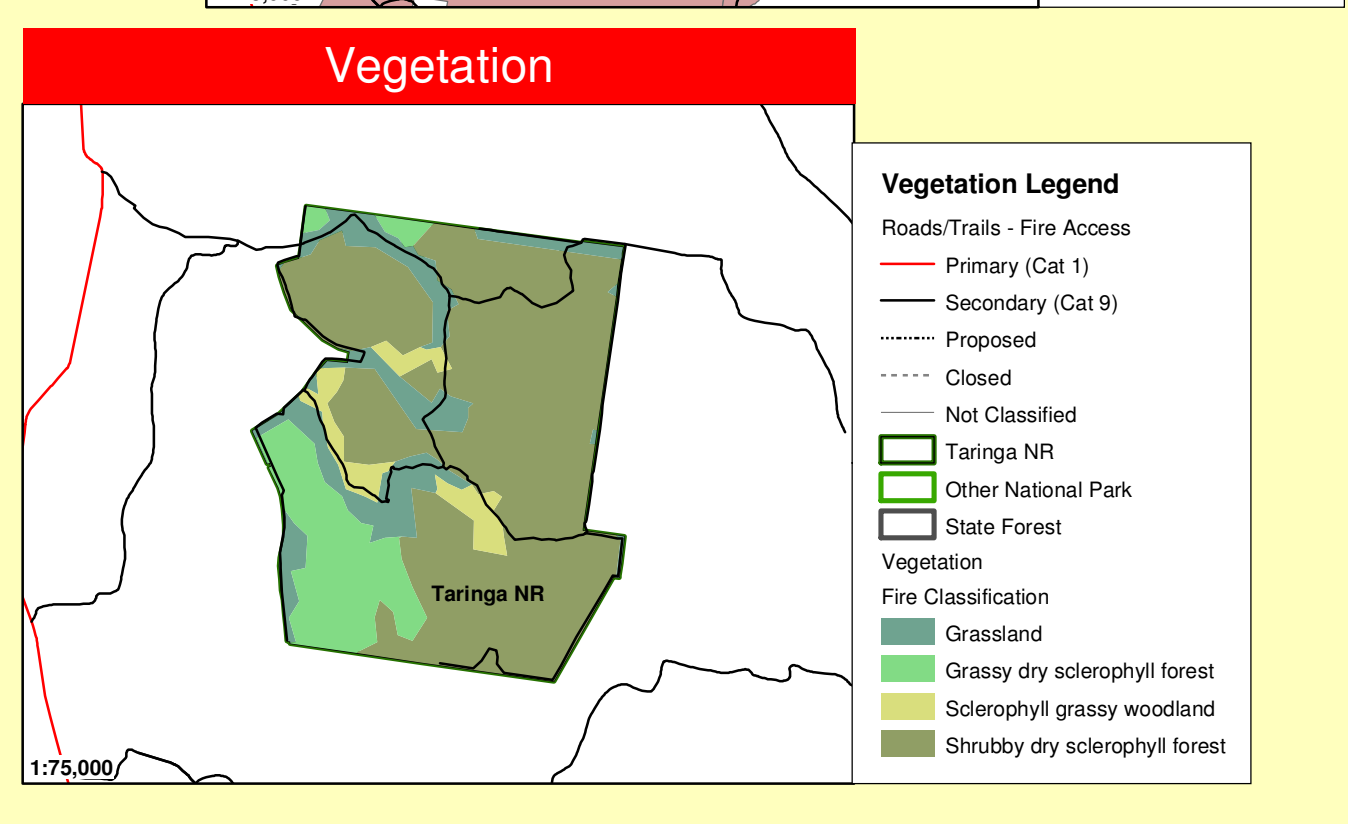 Vegetation
Vegetation Legend
Roads/Trails - Fire Access
Primary (Cat 1)
Secondary (Cat 9)
Proposed
Closed
Not Classified
Taringa NR
Other National Park
State Forest
Vegetation
Fire Classification
Grassland
Grassy dry sclerophyll forest
Sclerophyll grassy woodland
Shrubby dry sclerophyll forest
Taringa NR
1:75,000